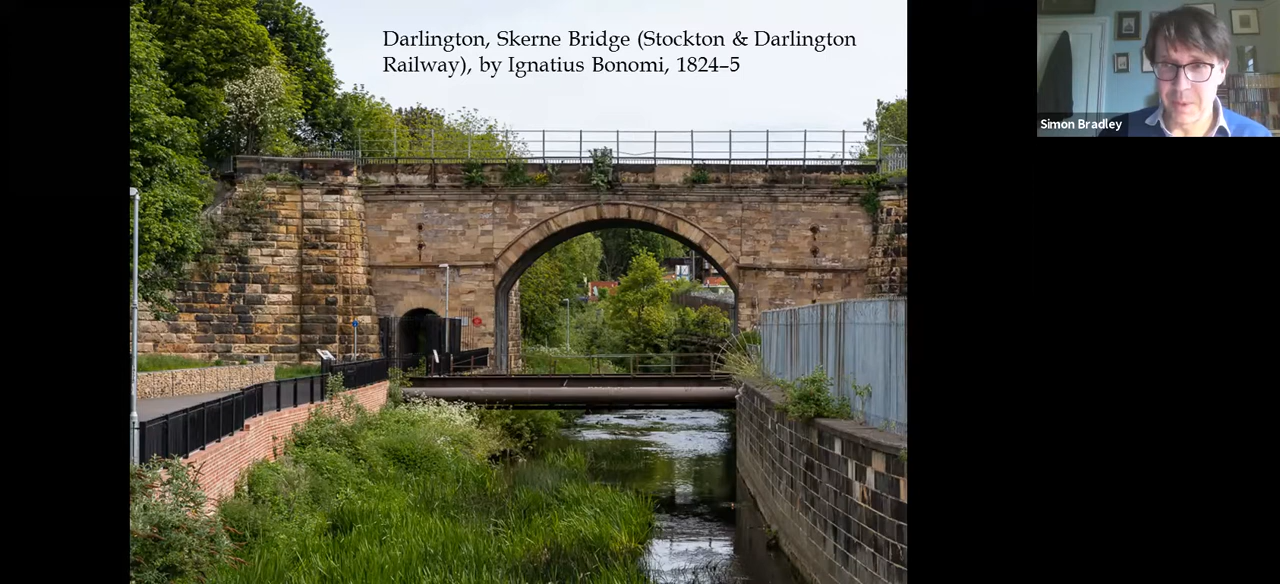 Darlington, Skerne Bridge (Stockton & Darlington
Railway), by Ignatius Bonomi, 1824–5
Simon Bradley